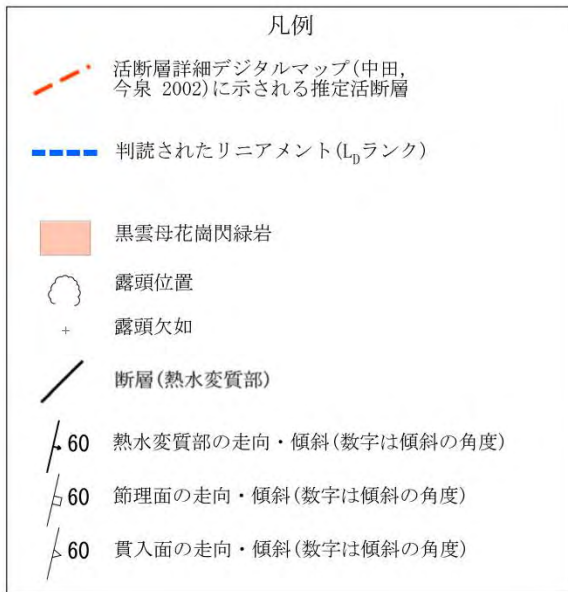 凡例
活断層詳細デジタルマップ(中田,
今泉 2002)に示される推定活断層
判読されたリニアメント(LDランク)
黒雲母花崗閃緑岩
露頭位置
露頭欠如
断層(熱水変質部)
60 熱水変質部の走向・傾斜(数字は傾斜の角度)
60 節理面の走向・傾斜(数字は傾斜の角度)
60 貫入面の走向・傾斜(数字は傾斜の角度)